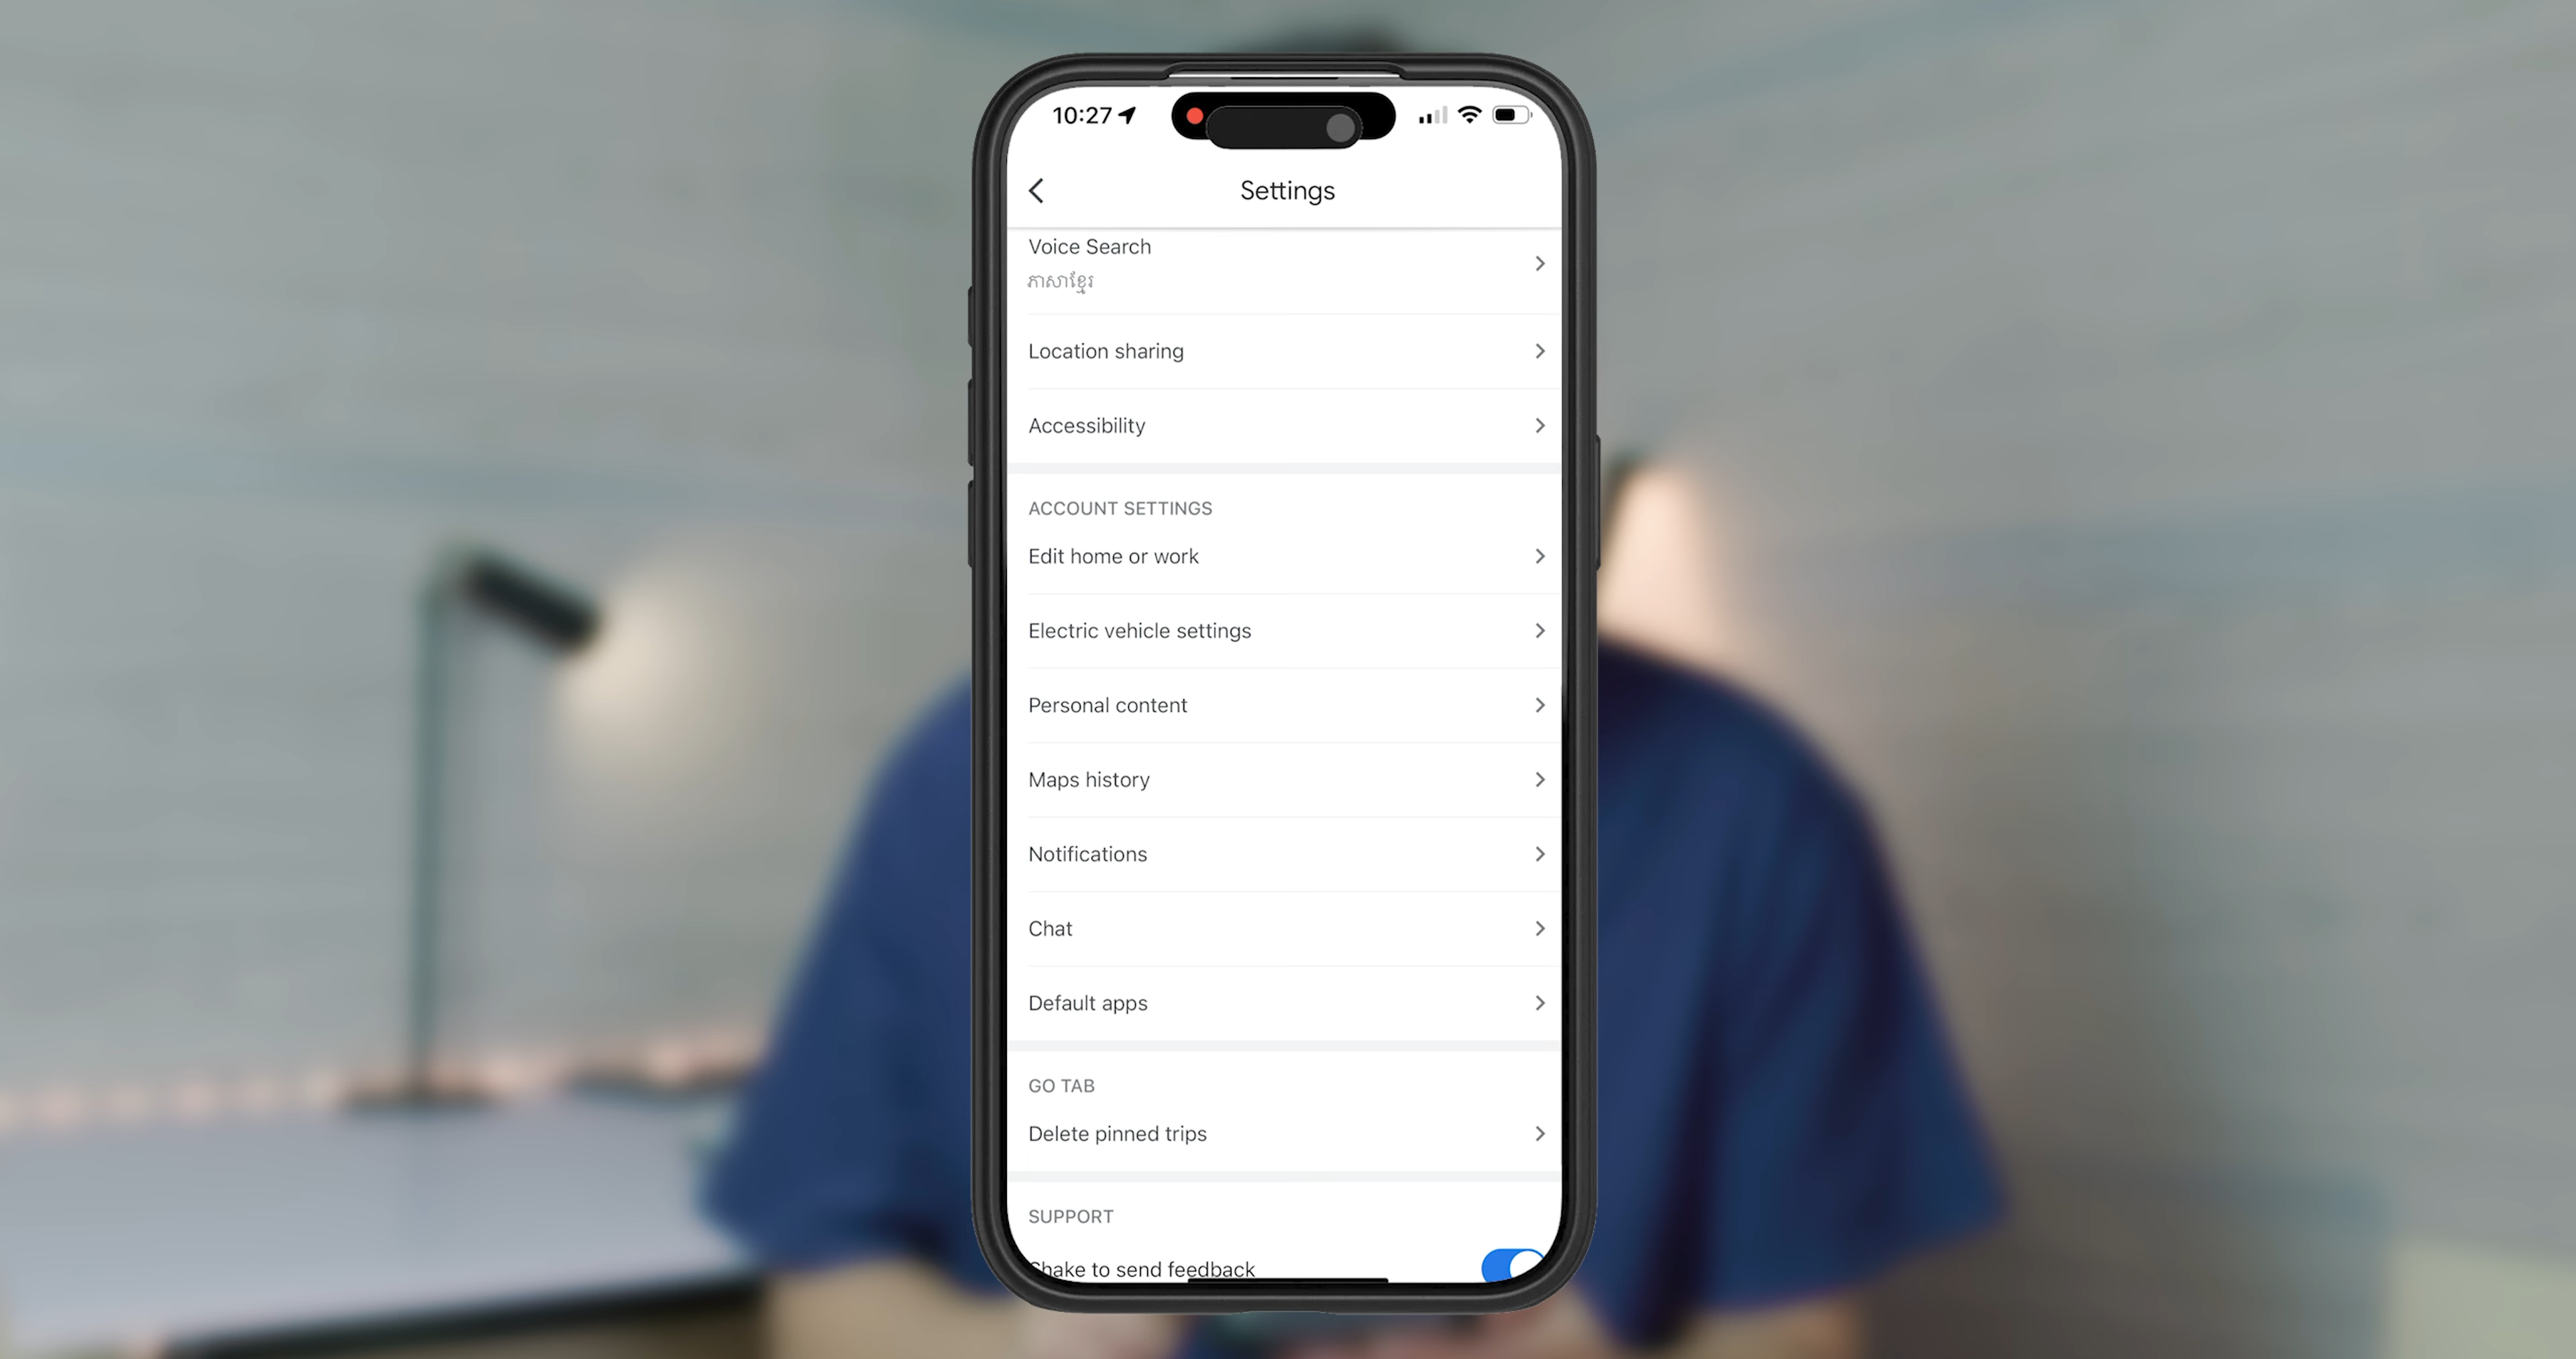 10:27
Settings
Voice Search
ភាសាខ្មែរ
Location sharing
Accessibility
ACCOUNT SETTINGS
Edit home or work
Electric vehicle settings
Personal content
Maps history
Notifications
Chat
Default apps
GO TAB
Delete pinned trips
SUPPORT
Shake to send feedback